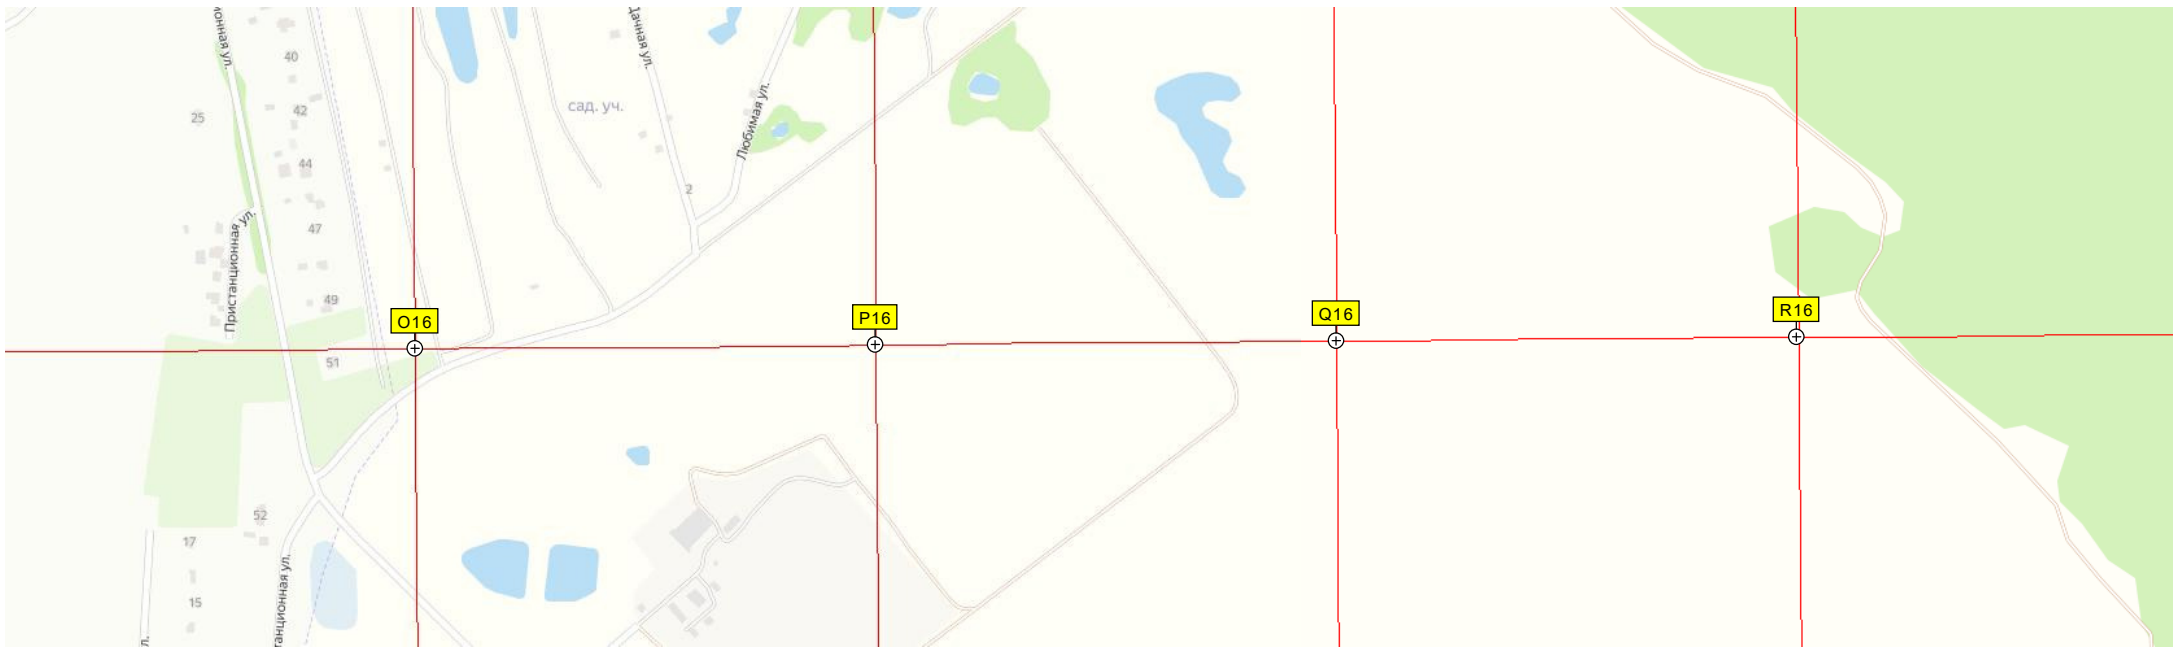 ионная ул.
Дачная ул.
40
сад. уч.
42
25
Любимая ул.
44
2
47
Пристанционная ул.
49
O16
P16
Q16
R16
51
52
17
15
танционная ул.
л.